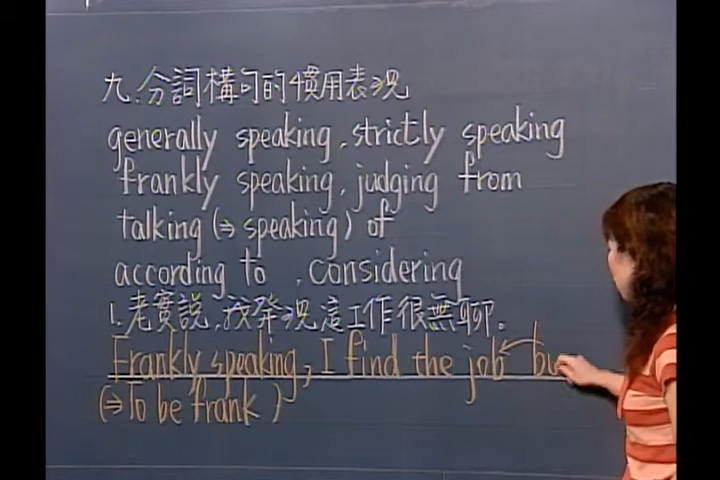 九.分詞構句的慣用表現
generally speaking, strictly speaking
frankly speaking, judging from
talking (⇒ speaking) of
according to , considering
1.老實說,我發現這工作很無聊。
Frankly speaking, I find the job
(⇒To be frank)